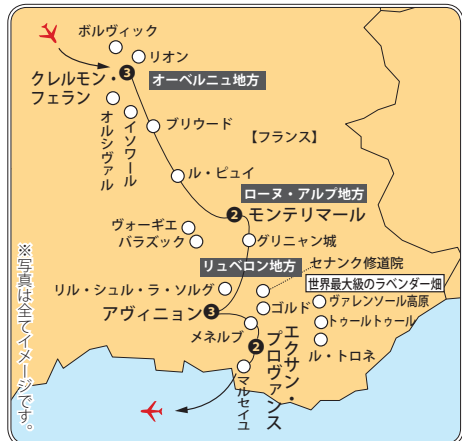 ボルヴィック
リオン
クレルモン・
フェラン
3
オーベルニュ地方
オルシヴァル
イソワール
ブリウード
【フランス】
ル・ピュイ
ローヌ・アルプ地方
2
モンテリマール
ヴォーギエ
バラズック
グリニャン城
リュベロン地方
セナンク修道院
世界最大級のラベンダー畑
リル・シュル・ラ・ソルグ
ゴルド
ヴァレンソール高原
アヴィニョン
3
トゥールトゥール
メネルブ
ル・トロネ
2
エクサン・
プロヴァンス
マルセイユ
※写真は全てイメージです。